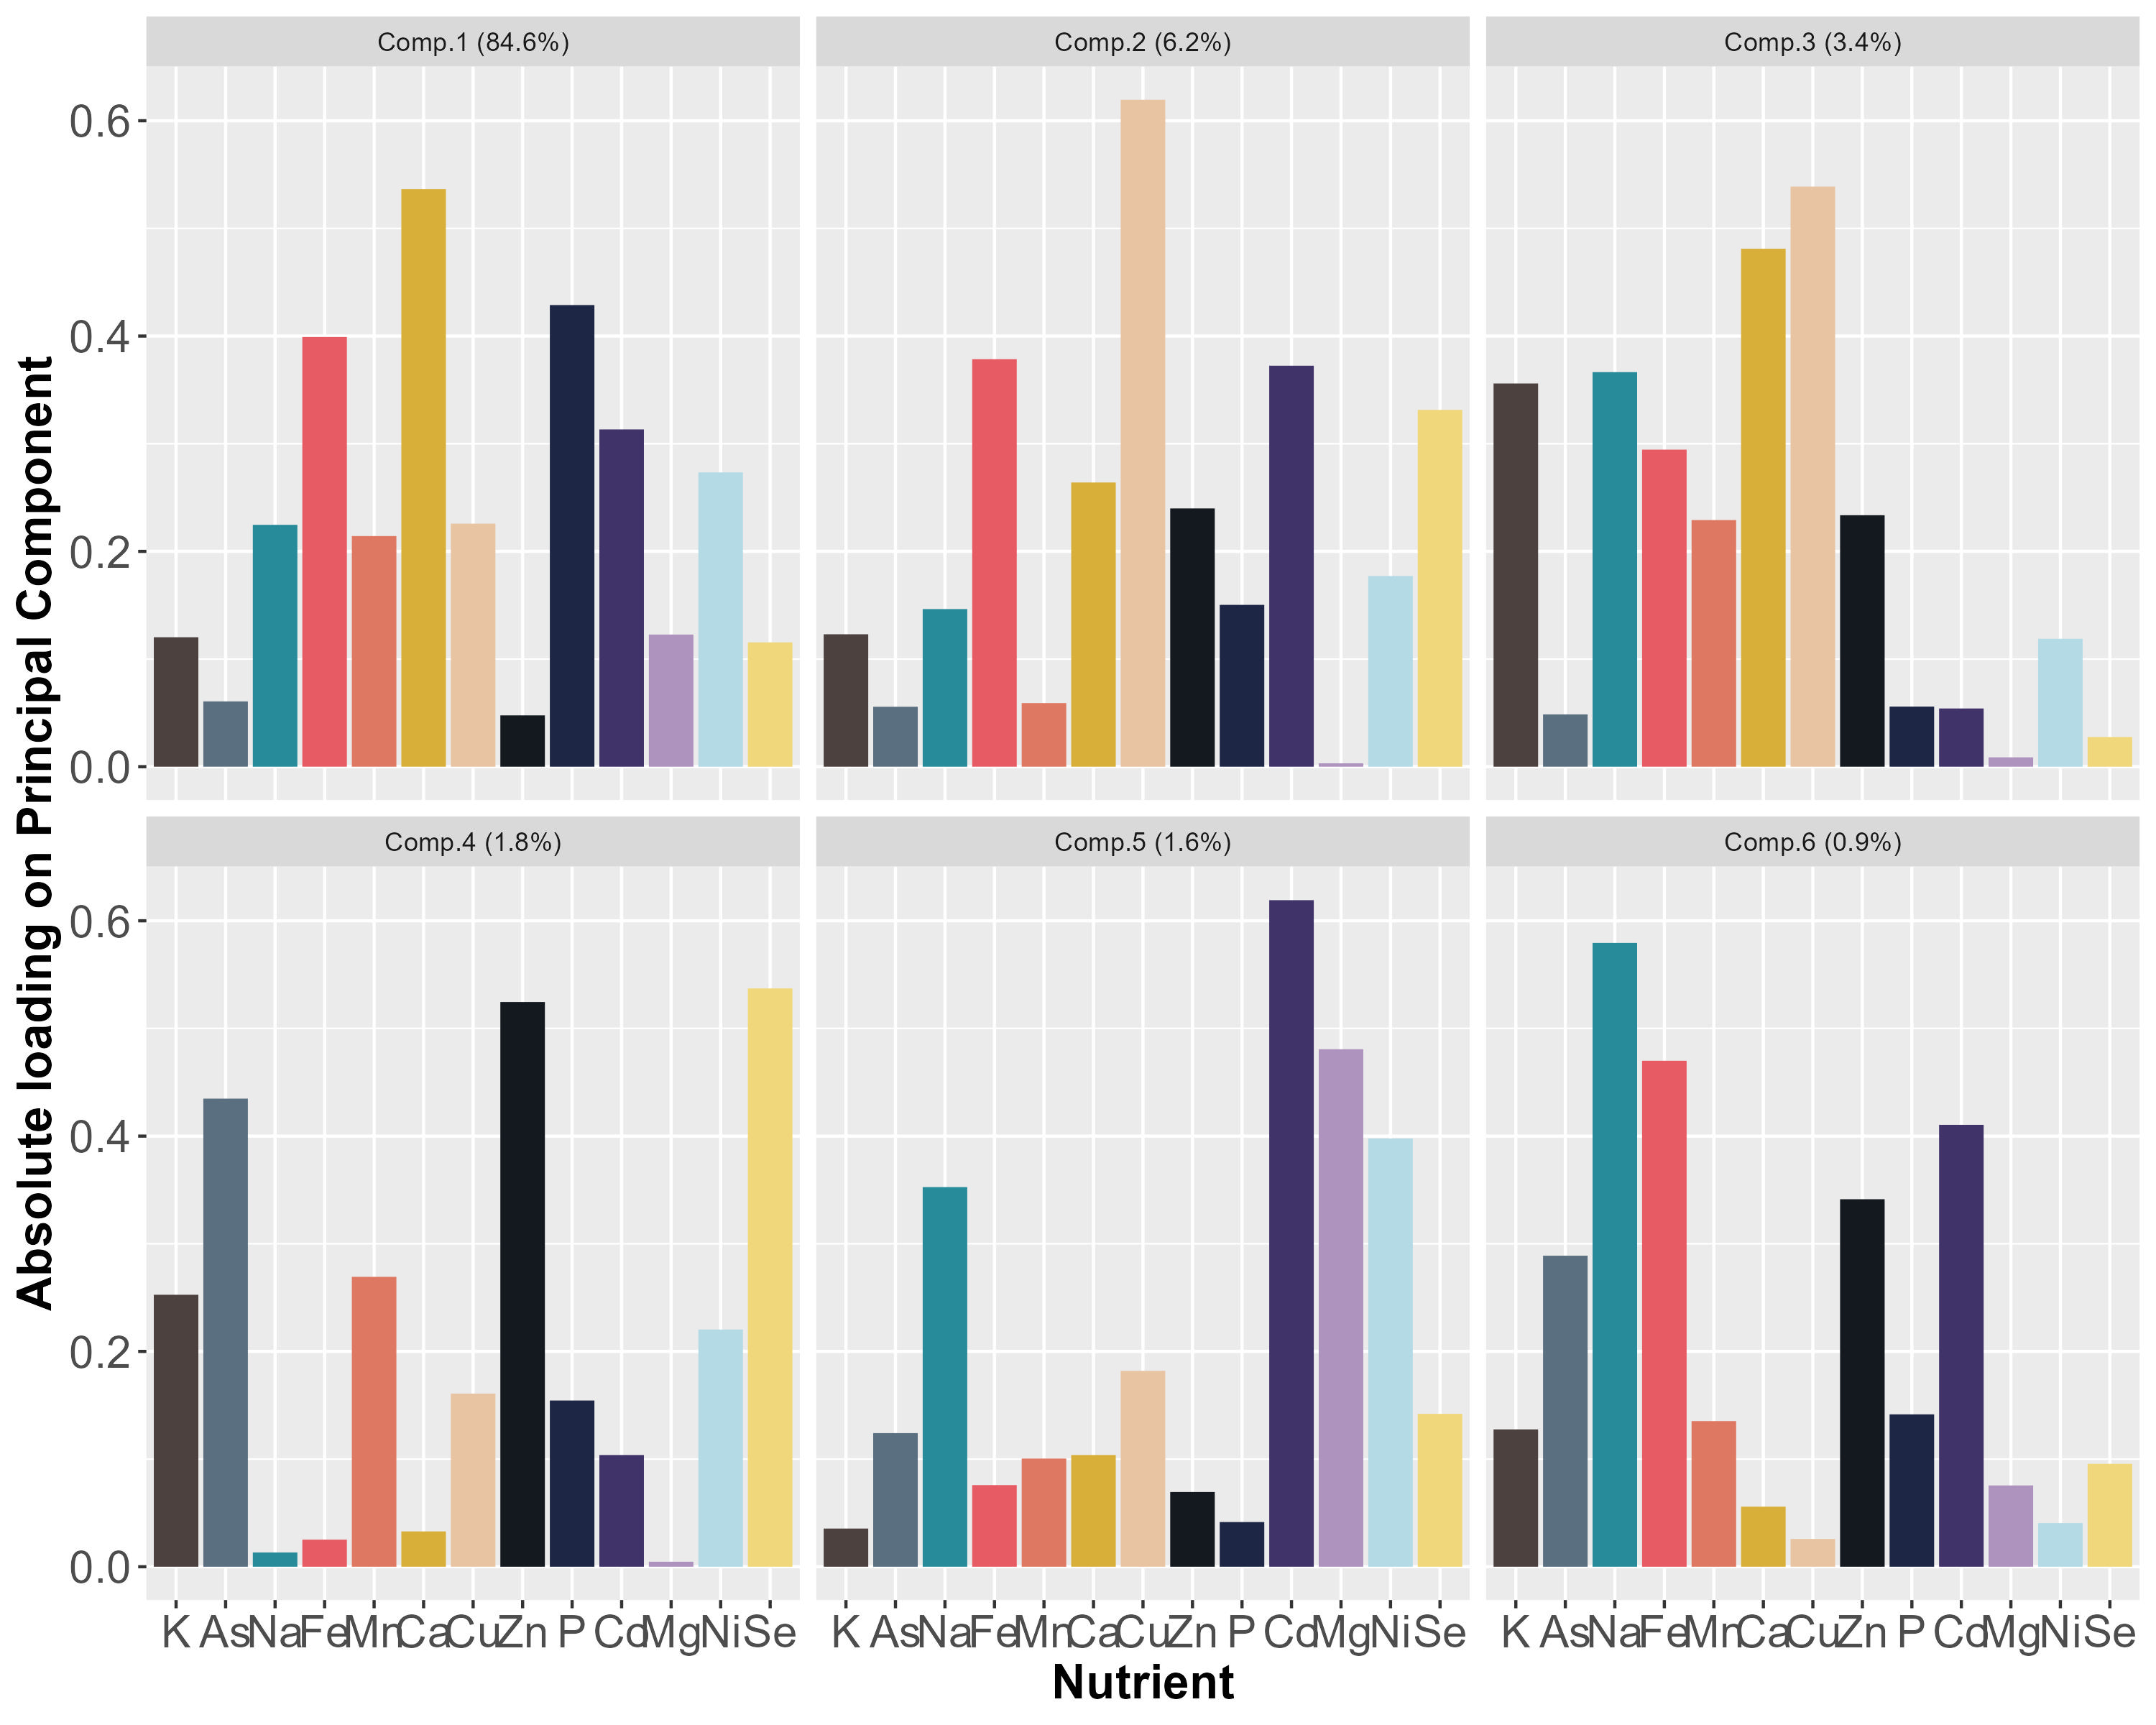 Comp.1 (84.6%) Comp.2 (6.2%) Comp.3 (3.4%)
0.6
0.4
0.2
0.0
Absolute loading on Principal Component
Comp.4 (1.8%) Comp.5 (1.6%) Comp.6 (0.9%)
0.6
0.4
0.2
0.0
K As Na Fe Mn Ca Cu Zn P Cd Mg Ni Se K As Na Fe Mn Ca Cu Zn P Cd Mg Ni Se K As Na Fe Mn Ca Cu Zn P Cd Mg Ni Se
Nutrient